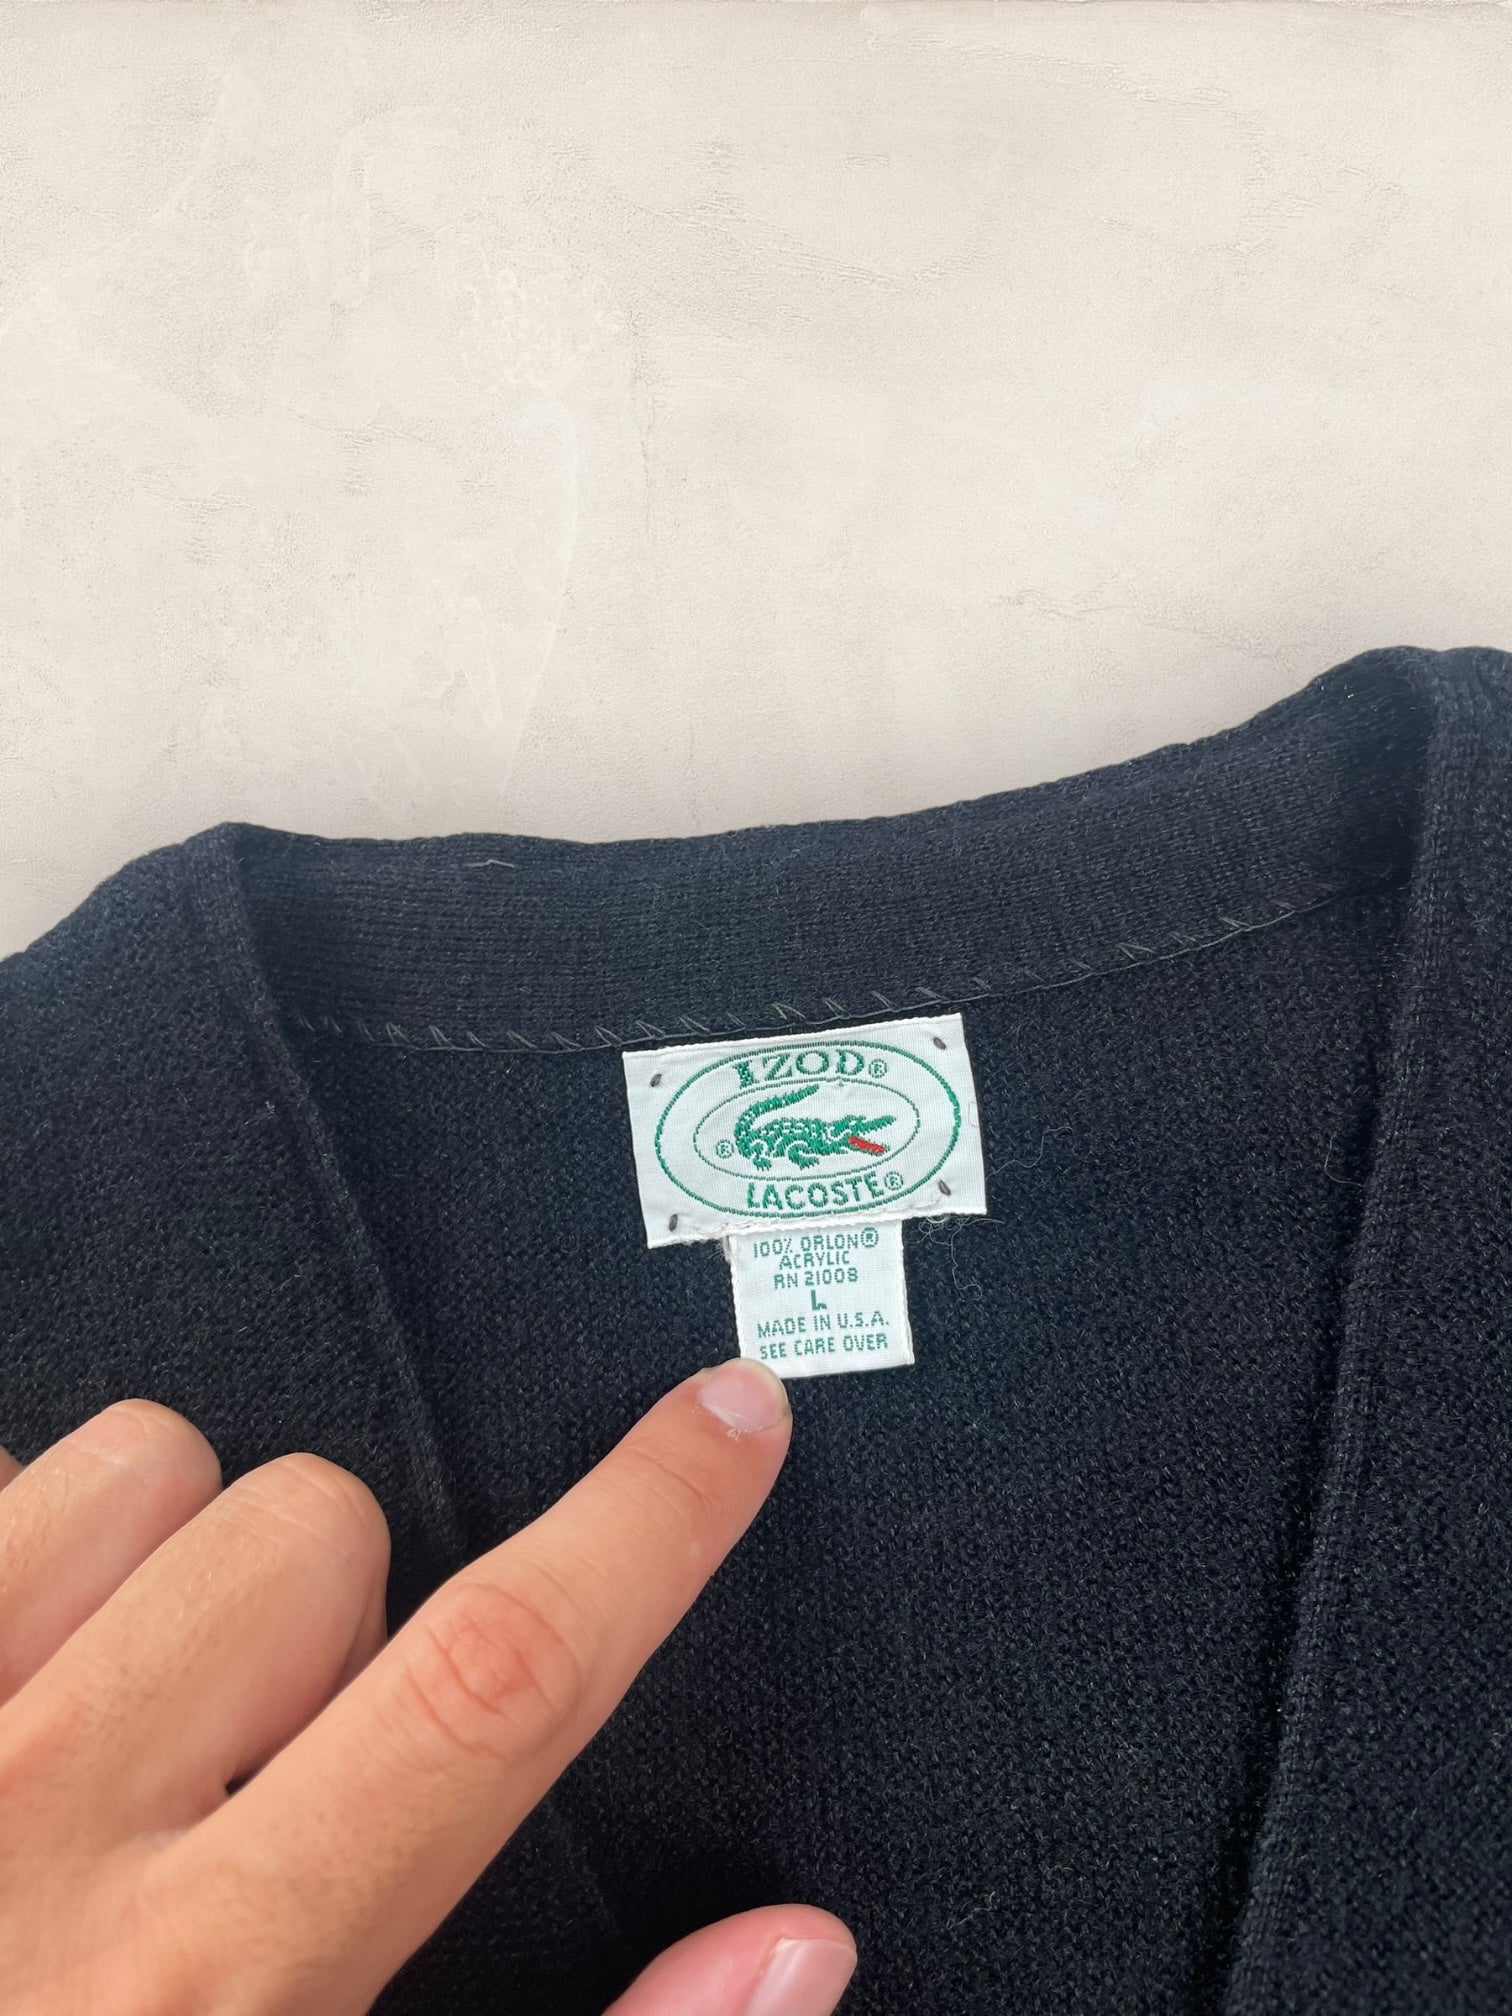 IZOD®
®
LACOSTE®
100% ORLON®
ACRYLIC
RN 21008
L
MADE IN U.S.A.
SEE CARE OVER